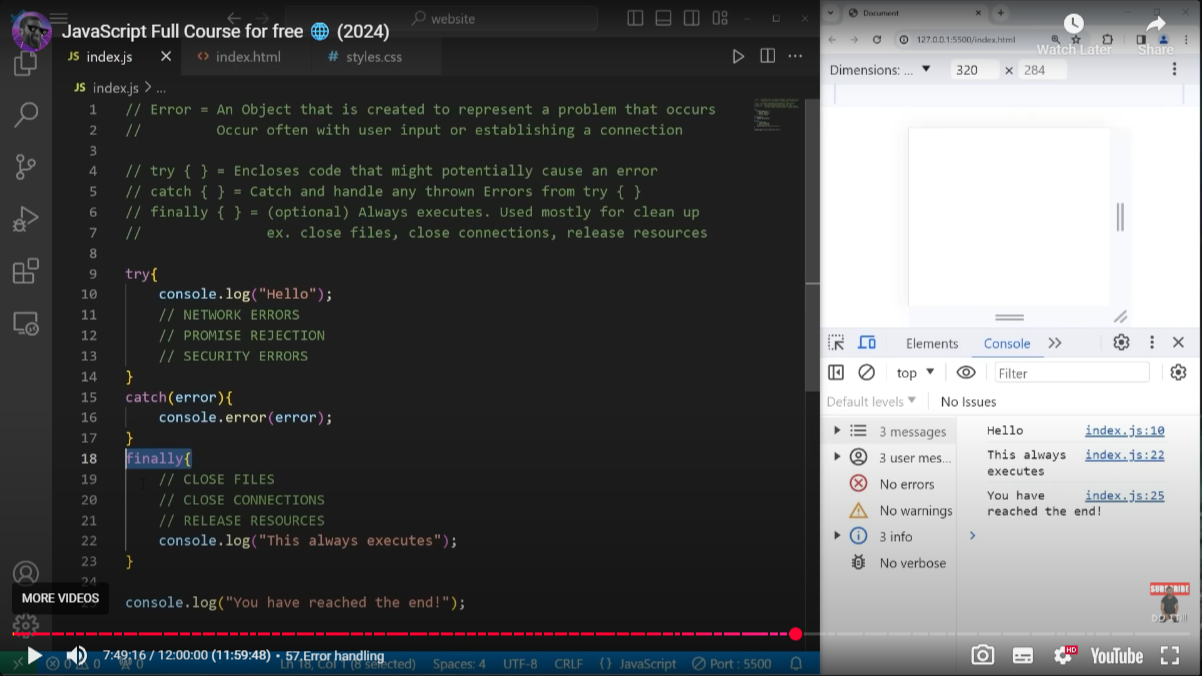 JavaScript Full Course for free 🌐 (2024)
website
Watch Later
Share
JS index.js
<> index.html
# styles.css
JS index.js > ...
1 // Error = An Object that is created to represent a problem that occurs
2 // Occur often with user input or establishing a connection
3
4 // try { } = Encloses code that might potentially cause an error
5 // catch { } = Catch and handle any thrown Errors from try { }
6 // finally { } = (optional) Always executes. Used mostly for clean up
7 // ex. close files, close connections, release resources
8
9 try{
10 console.log("Hello");
11 // NETWORK ERRORS
12 // PROMISE REJECTION
13 // SECURITY ERRORS
14 }
15 catch(error){
16 console.error(error);
17 }
18 finally{
19 // CLOSE FILES
20 // CLOSE CONNECTIONS
21 // RELEASE RESOURCES
22 console.log("This always executes");
23 }
24
console.log("You have reached the end!");
MORE VIDEOS
7:49:16 / 12:00:00 (11:59:48) • 57.Error handling
Ln 18, Col 1 (8 selected) Spaces: 4 UTF-8 CRLF {} JavaScript Port : 5500
Document
127.0.0.1:5500/index.html
Dimensions: ... 320 × 284
Elements Console
top Filter
Default levels No Issues
3 messages
3 user mes...
No errors
No warnings
3 info
No verbose
Hello index.js:10
This always index.js:22
executes
You have index.js:25
reached the end!
SUBSCRIBE
HD
YouTube